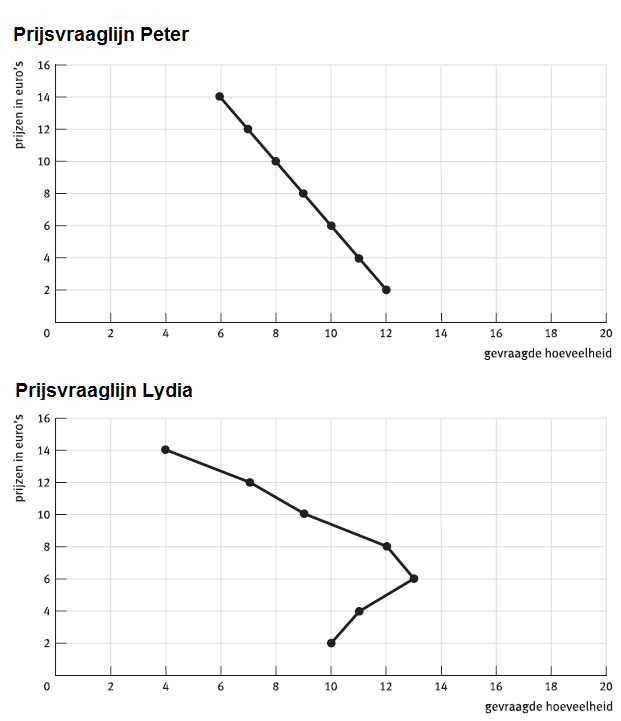 Prijsvraaglijn Peter
prijzen in euro's
16
14
12
10
8
6
4
2
0 2 4 6 8 10 12 14 16 18 20
gevraagde hoeveelheid
Prijsvraaglijn Lydia
prijzen in euro's
16
14
12
10
8
6
4
2
0 2 4 6 8 10 12 14 16 18 20
gevraagde hoeveelheid